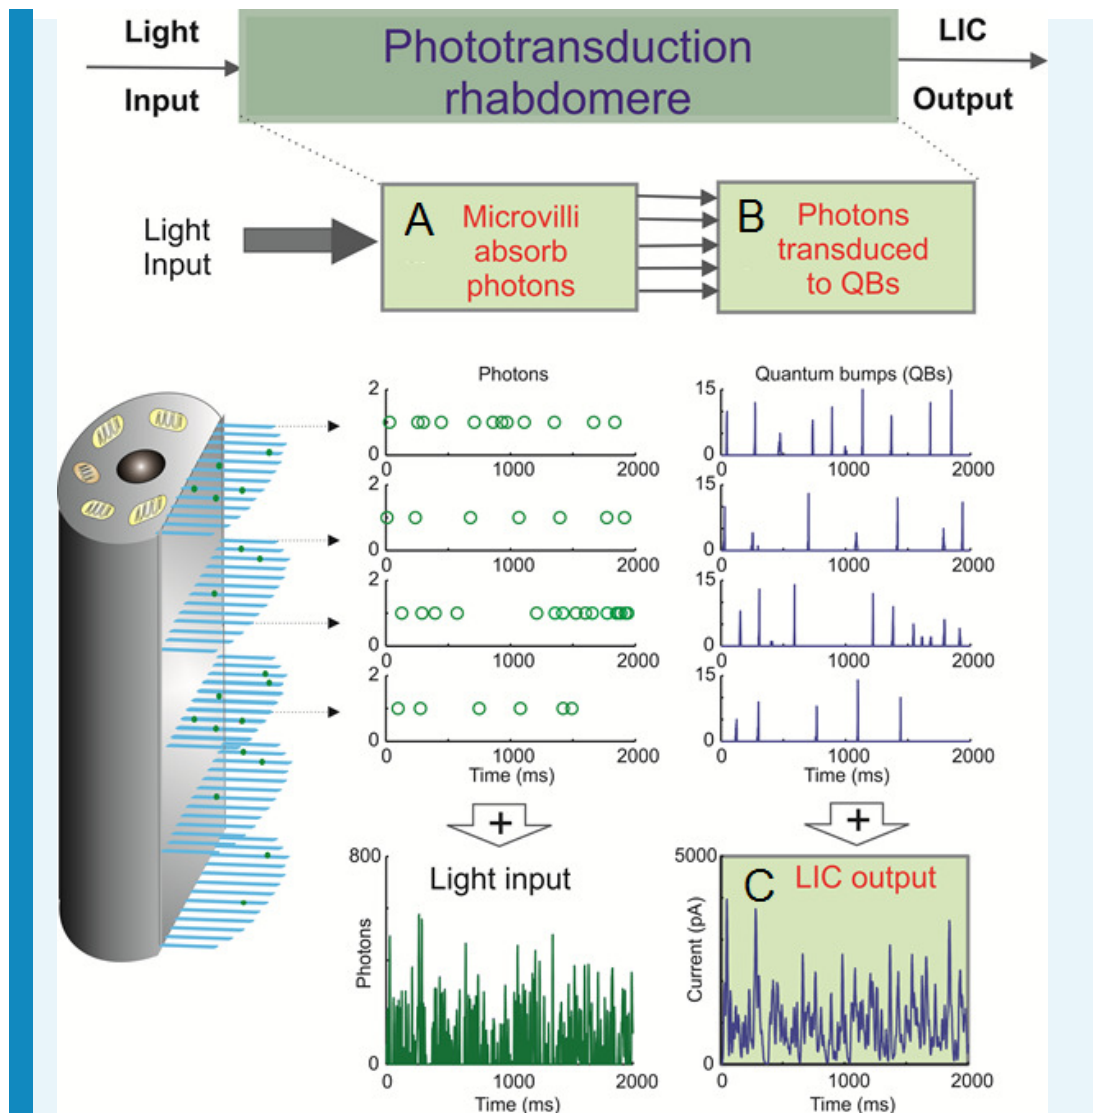 Light
Input
Phototransduction
rhabdomere
LIC
Output
Light
Input
A
Microvilli
absorb
photons
B
Photons
transduced
to QBs
Photons
2
0
0 1000 2000
2
0
0 1000 2000
2
0
0 1000 2000
2
0
0 1000 2000
Time (ms)
Quantum bumps (QBs)
15
0
0 1000 2000
15
0
0 1000 2000
15
0
0 1000 2000
15
0
0 1000 2000
Time (ms)
+
+
800
Light input
Photons
0
0 1000 2000
Time (ms)
5000
C LIC output
Current (pA)
0
0 1000 2000
Time (ms)